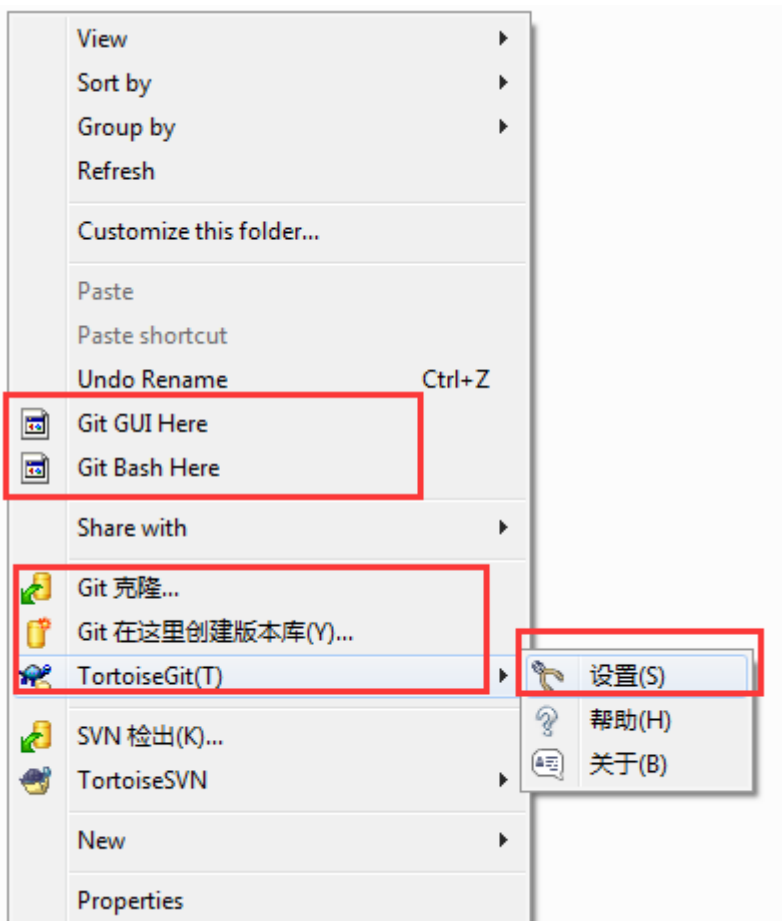 View
Sort by
Group by
Refresh
Customize this folder...
Paste
Paste shortcut
Undo Rename Ctrl+Z
Git GUI Here
Git Bash Here
Share with
Git 克隆...
Git 在这里创建版本库(Y)...
TortoiseGit(T)
设置(S)
帮助(H)
关于(B)
SVN 检出(K)...
TortoiseSVN
New
Properties